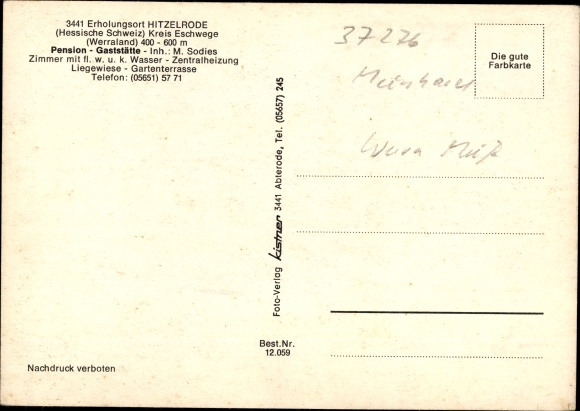 3441 Erholungsort HITZELRODE
(Hessische Schweiz) Kreis Eschwege
(Werraland) 400 - 600 m
Pension - Gaststätte - Inh.: M. Sodies
Zimmer mit fl. w. u. k. Wasser - Zentralheizung
Liegewiese - Gartenterrasse
Telefon: (05651) 57 71
Nachdruck verboten
Foto-Verlag kistner 3441 Abterode, Tel. (05657) 245
Best.Nr.
12.059
37276
Meinhard
Werra
Die gute
Farbkarte